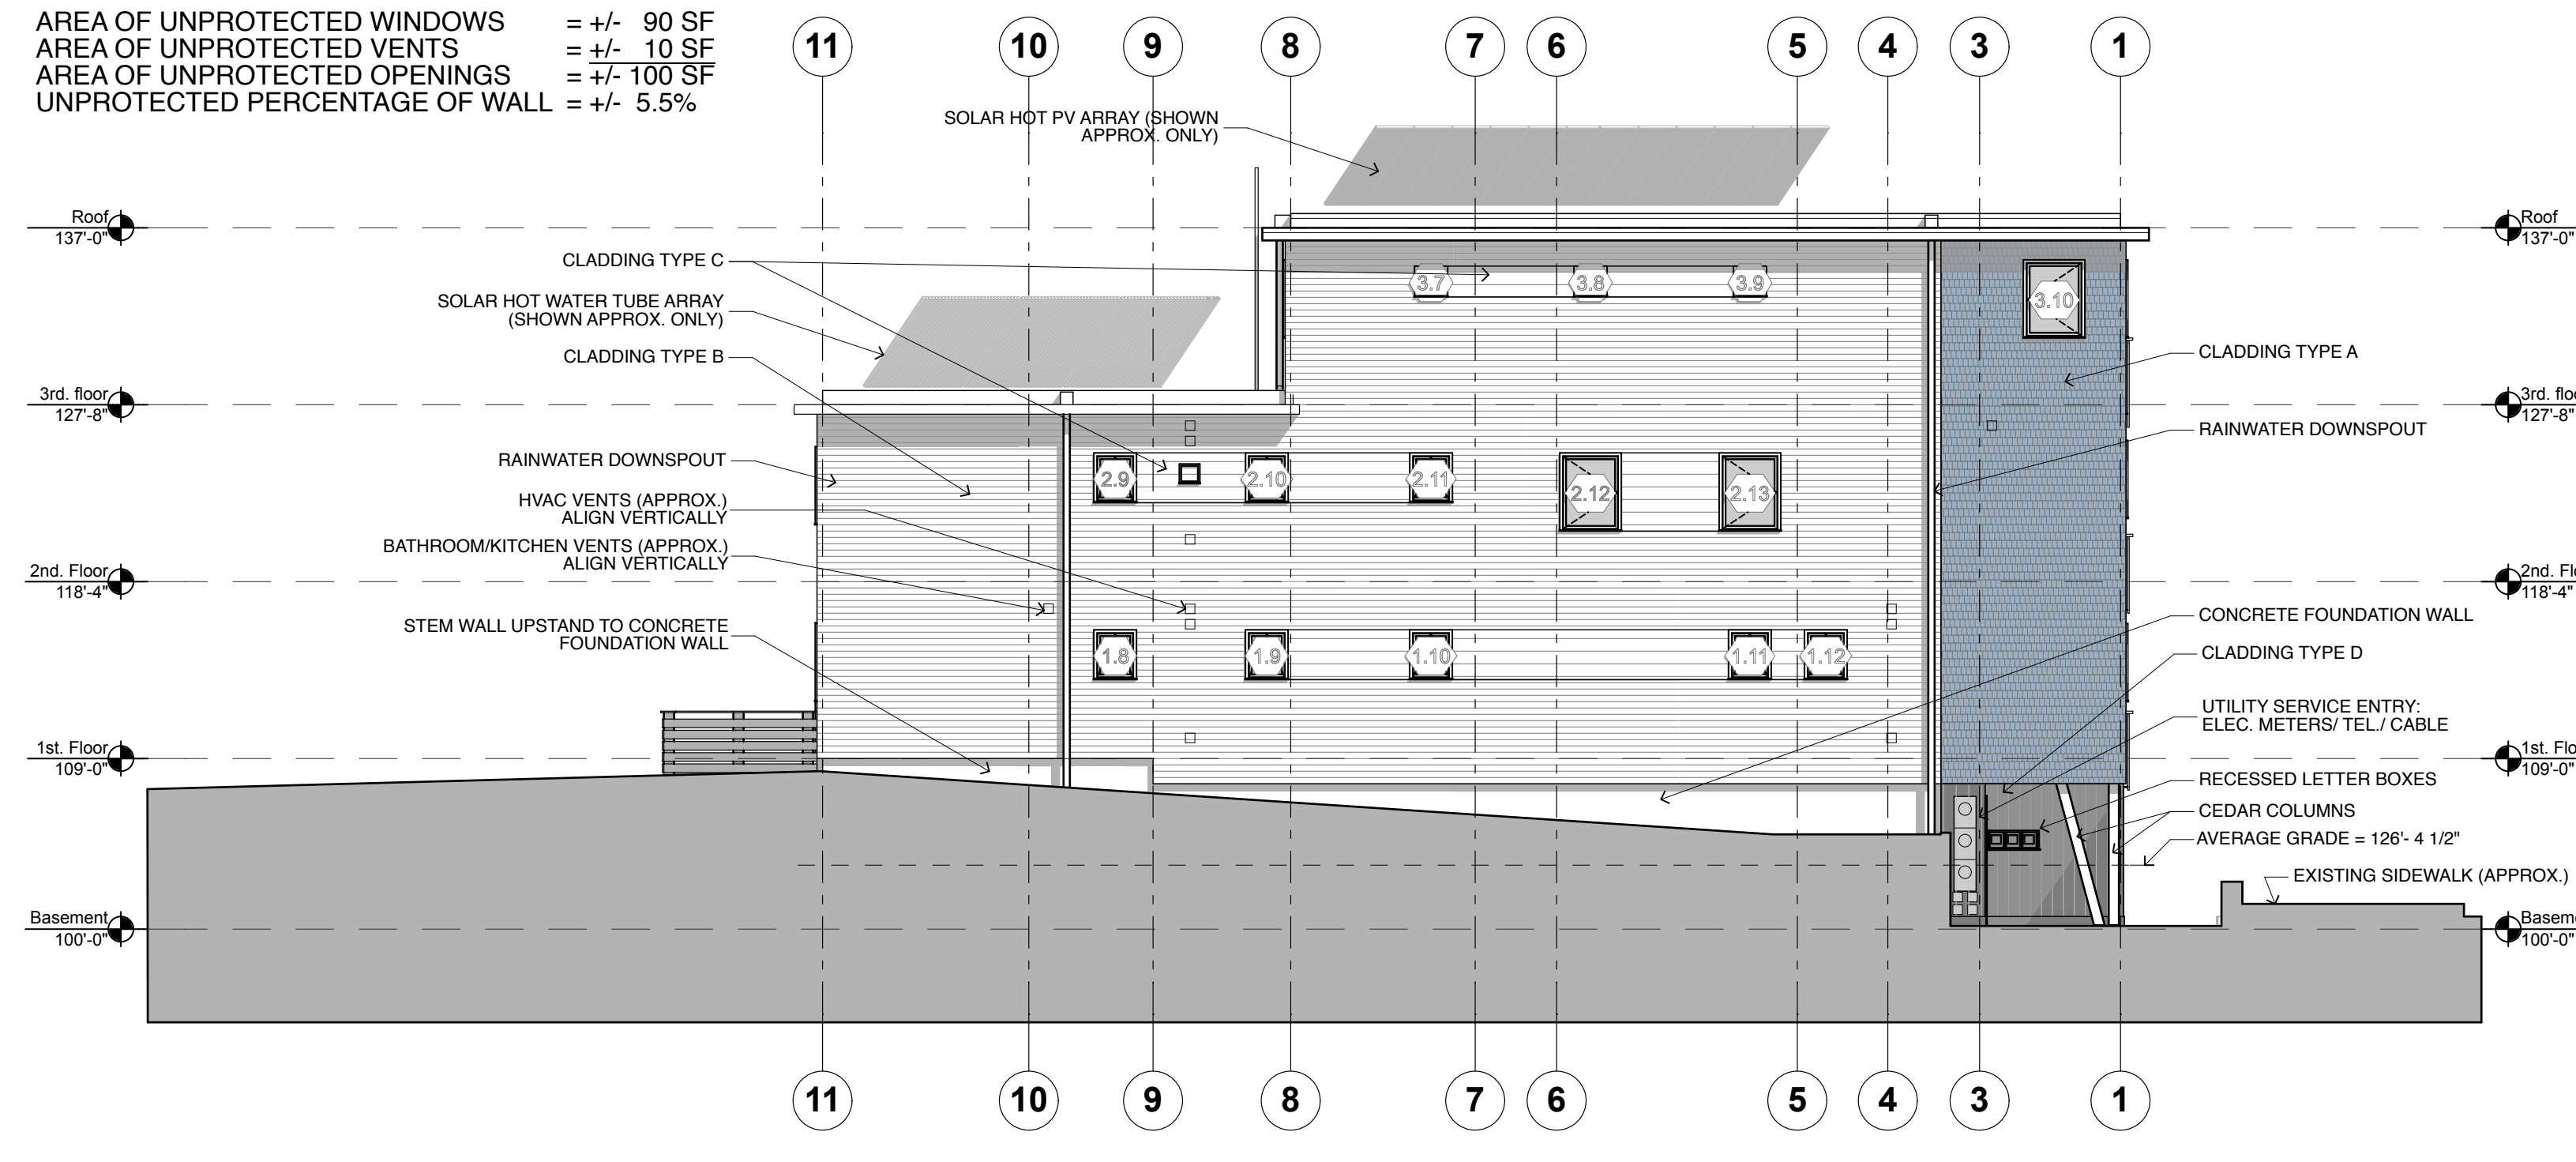 AREA OF UNPROTECTED WINDOWS = +/- 90 SF
AREA OF UNPROTECTED VENTS = +/- 10 SF
AREA OF UNPROTECTED OPENINGS = +/- 100 SF
UNPROTECTED PERCENTAGE OF WALL = +/- 5.5%
11 10 9 8 7 6 5 4 3 1
SOLAR HOT PV ARRAY (SHOWN
APPROX. ONLY)
Roof
137'-0"
Roof
137'-0"
CLADDING TYPE C
3.7 3.8 3.9 3.10
SOLAR HOT WATER TUBE ARRAY
(SHOWN APPROX. ONLY)
CLADDING TYPE B
CLADDING TYPE A
3rd. floor
127'-8"
3rd. floo
127'-8"
RAINWATER DOWNSPOUT
RAINWATER DOWNSPOUT
2.9 2.10 2.11 2.12 2.13
HVAC VENTS (APPROX.)
ALIGN VERTICALLY
BATHROOM/KITCHEN VENTS (APPROX.)
ALIGN VERTICALLY
2nd. Floor
118'-4"
2nd. Flo
118'-4"
STEM WALL UPSTAND TO CONCRETE
FOUNDATION WALL
CONCRETE FOUNDATION WALL
1.8 1.9 1.10 1.11 1.12
CLADDING TYPE D
UTILITY SERVICE ENTRY:
ELEC. METERS/ TEL./ CABLE
1st. Floor
109'-0"
1st. Flo
109'-0"
RECESSED LETTER BOXES
CEDAR COLUMNS
AVERAGE GRADE = 126'- 4 1/2"
EXISTING SIDEWALK (APPROX.)
Basement
100'-0"
Baseme
100'-0"
11 10 9 8 7 6 5 4 3 1